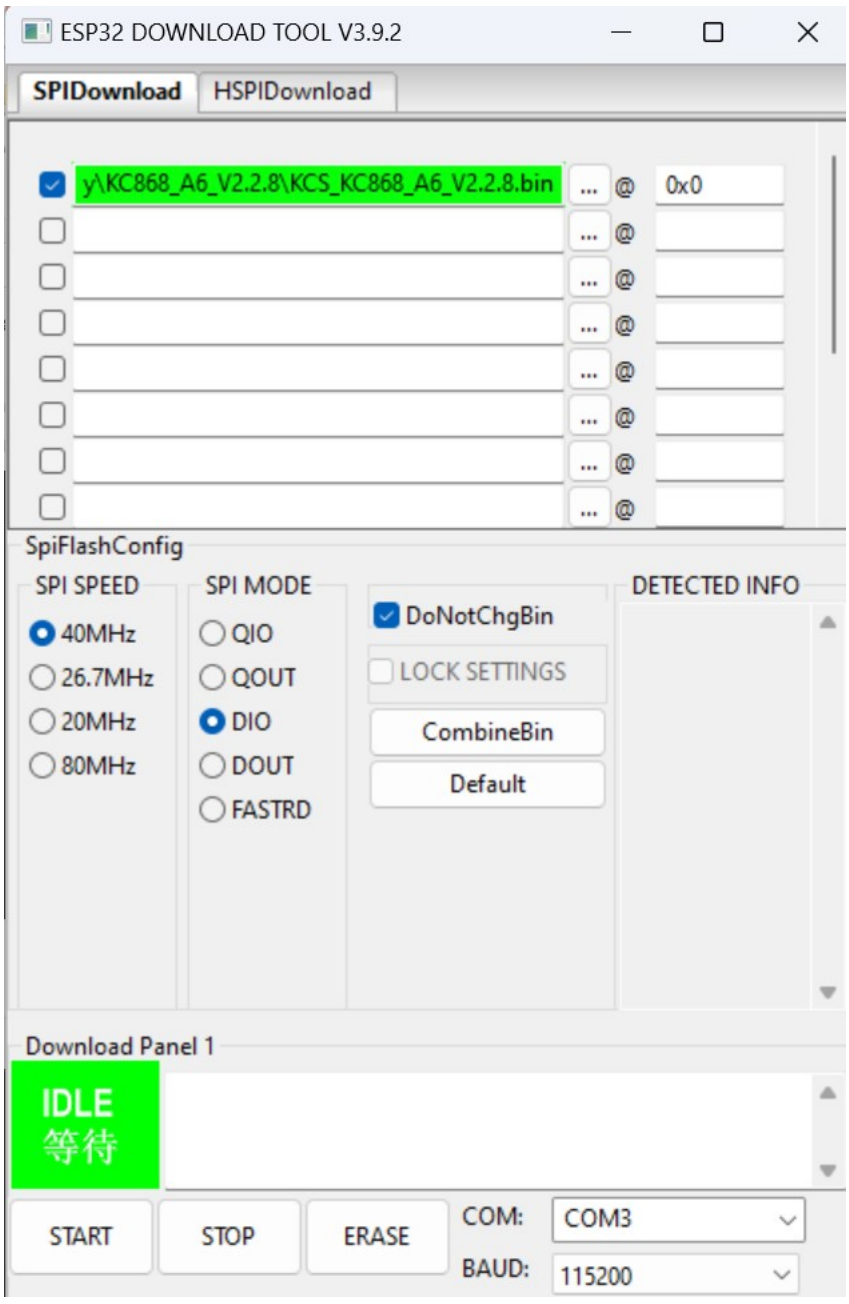 ESP32 DOWNLOAD TOOL V3.9.2
SPIDownload HSPIDownload
y\KC868_A6_V2.2.8\KCS_KC868_A6_V2.2.8.bin ... @ 0x0
... @
... @
... @
... @
... @
... @
... @
SpiFlashConfig
SPI SPEED
40MHz
26.7MHz
20MHz
80MHz
SPI MODE
QIO
QOUT
DIO
DOUT
FASTRD
DoNotChgBin
LOCK SETTINGS
CombineBin
Default
DETECTED INFO
Download Panel 1
IDLE
等待
START STOP ERASE
COM: COM3
BAUD: 115200